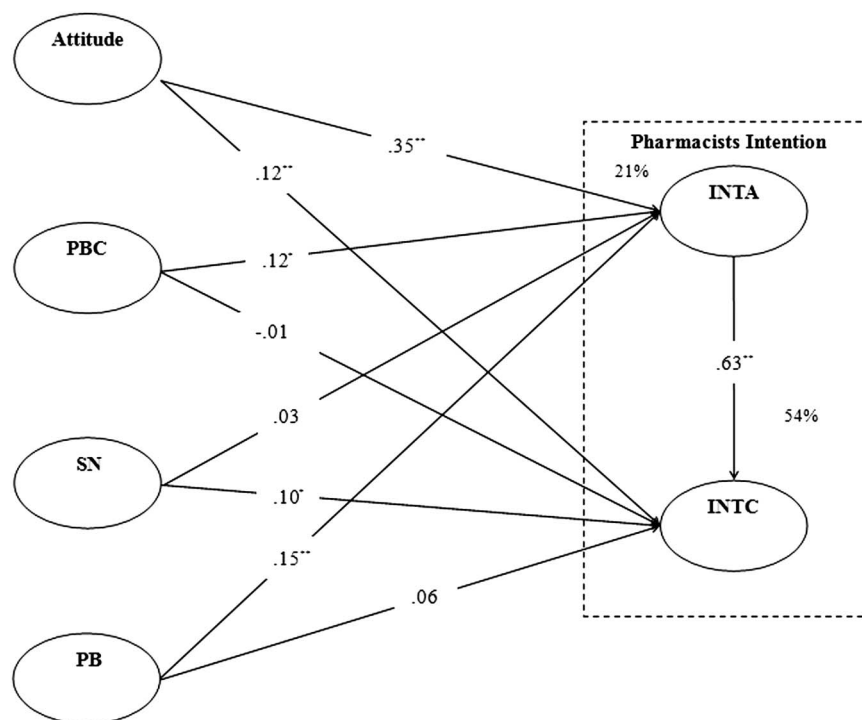 Attitude
.35**
Pharmacists Intention
.12**
21%
INTA
PBC
.12*
-.01
.63**
.03
54%
SN
.10*
INTC
.15**
.06
PB